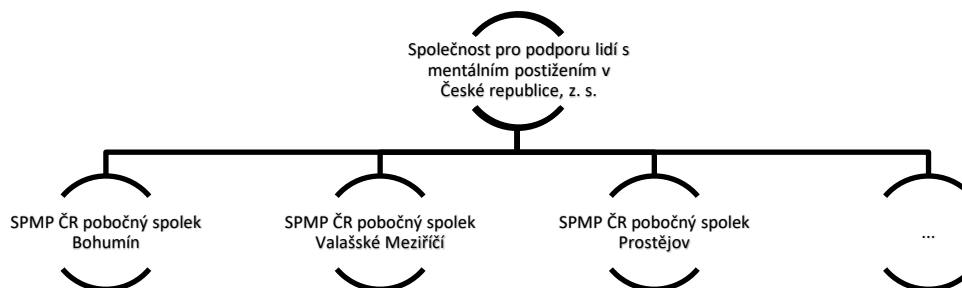 Společnost pro podporu lidí s
mentálním postižením v
České republice, z. s.
SPMP ČR pobočný spolek
Bohumín
SPMP ČR pobočný spolek
Valašské Meziříčí
SPMP ČR pobočný spolek
Prostějov
...